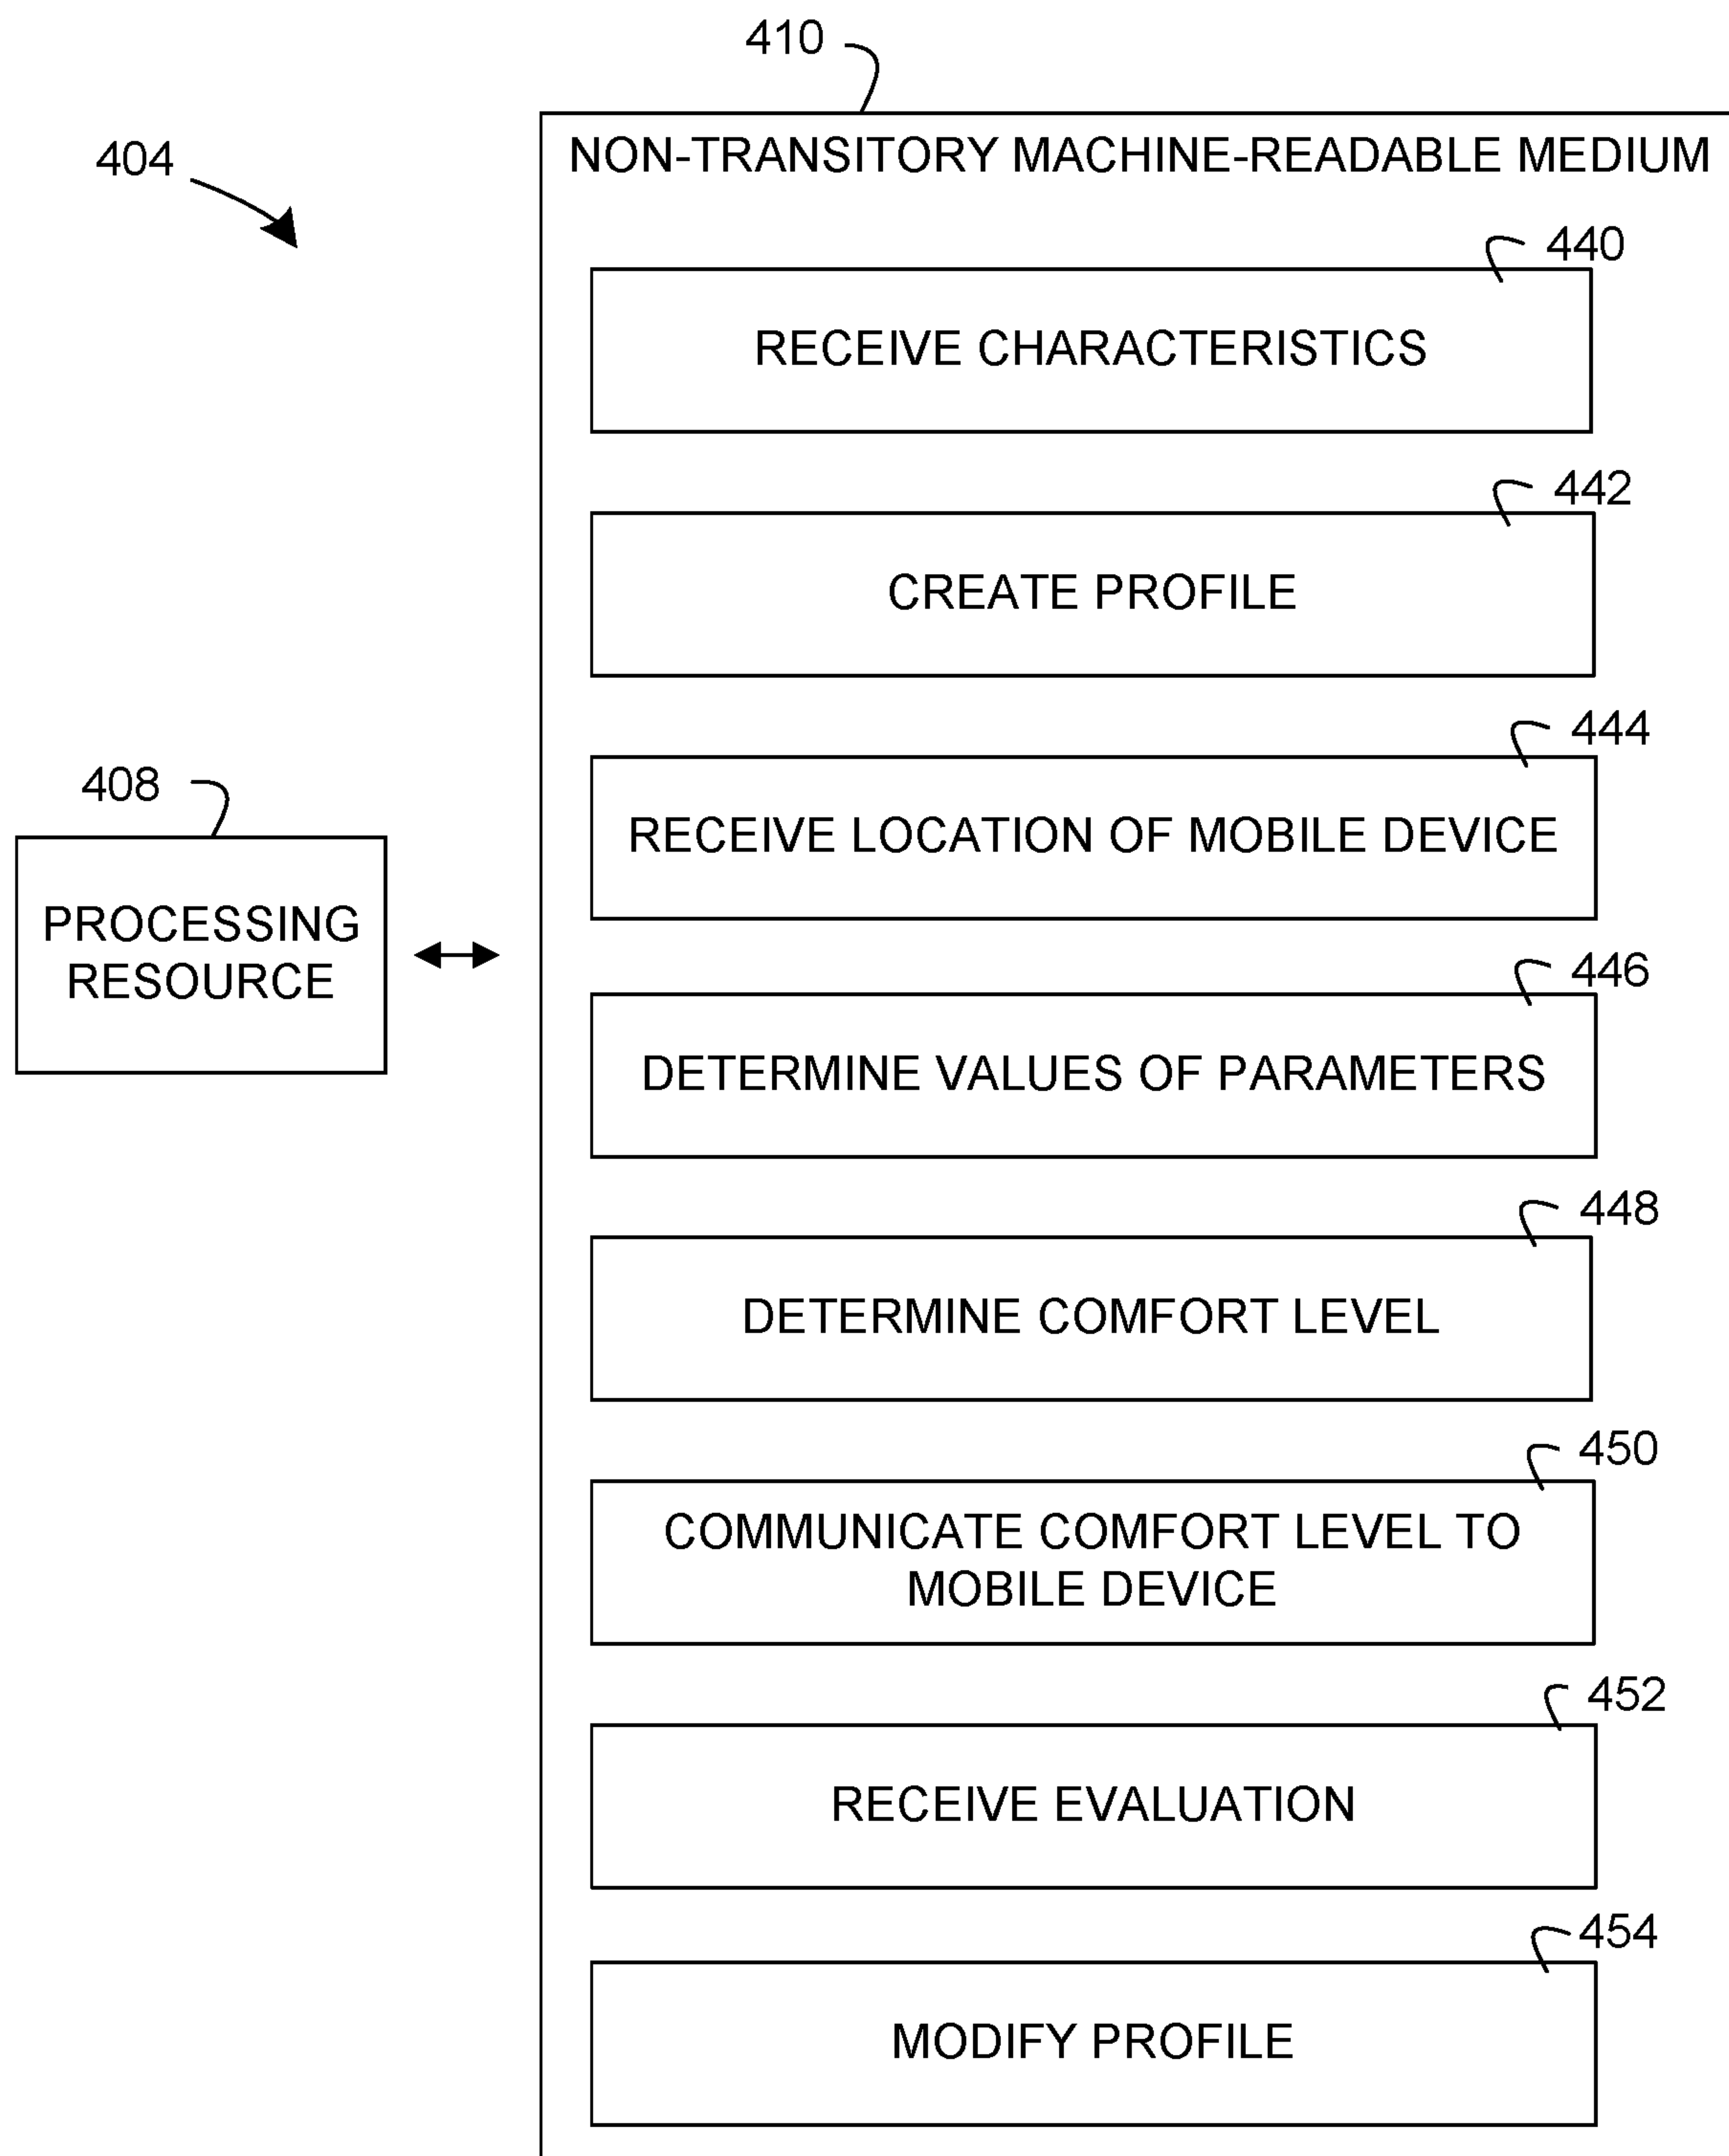 410
404
NON-TRANSITORY MACHINE-READABLE MEDIUM
440
RECEIVE CHARACTERISTICS
442
CREATE PROFILE
444
RECEIVE LOCATION OF MOBILE DEVICE
408
PROCESSING
RESOURCE
446
DETERMINE VALUES OF PARAMETERS
448
DETERMINE COMFORT LEVEL
450
COMMUNICATE COMFORT LEVEL TO
MOBILE DEVICE
452
RECEIVE EVALUATION
454
MODIFY PROFILE